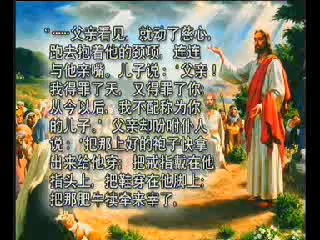 "……父亲看见，就动了慈心，
跑去抱着他的颈项，连连
与他亲嘴。儿子说：'父亲！
我得罪了天，又得罪了你；
从今以后，我不配称为你
的儿子。'父亲却吩咐仆人
说：'把那上好的袍子快拿
出来给他穿；把戒指戴在他
指头上，把鞋穿在他脚上；
把那肥牛犊牵来宰了，